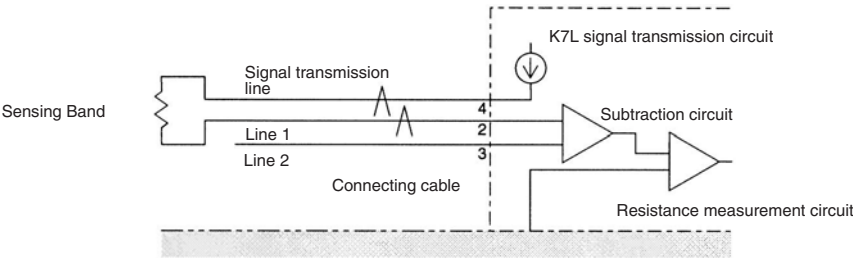 K7L signal transmission circuit
Signal transmission
line
Sensing Band
4
Subtraction circuit
2
Line 1
3
Line 2
Connecting cable
Resistance measurement circuit